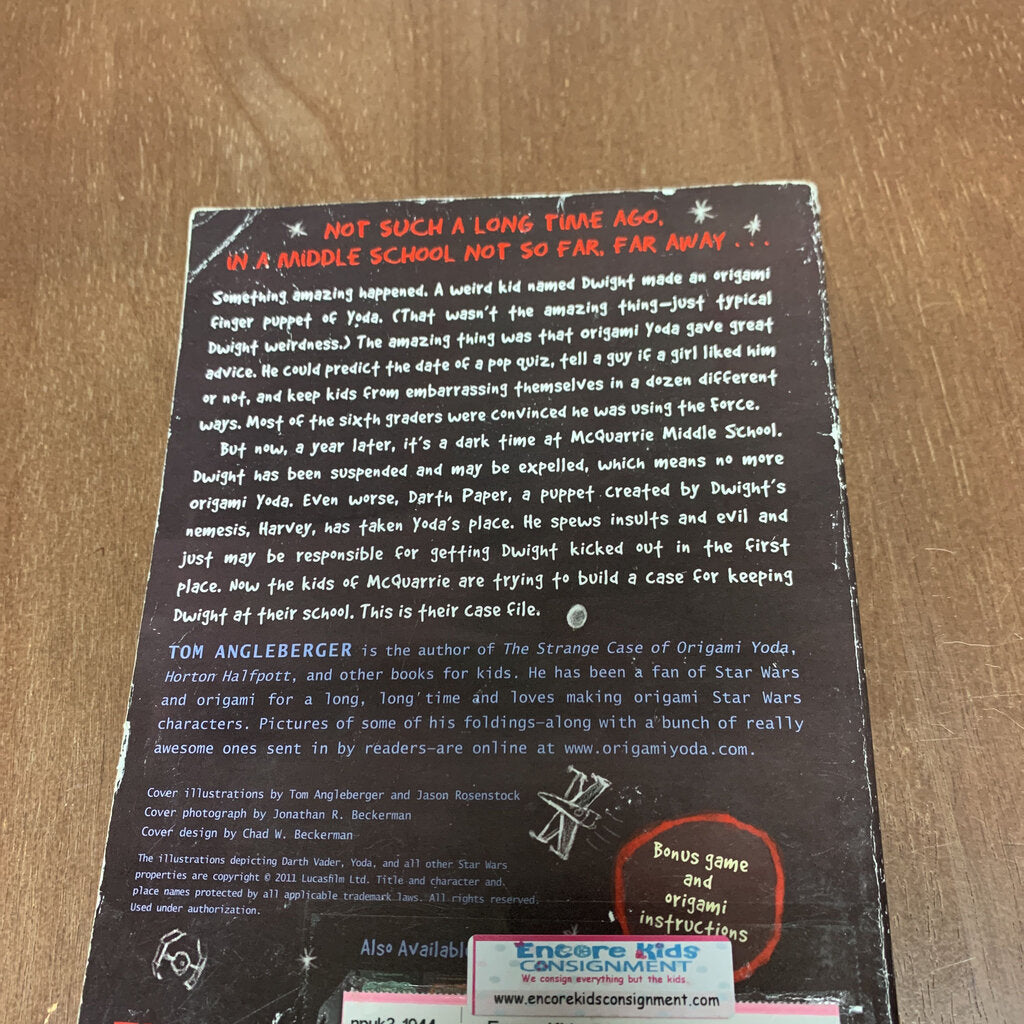 NOT SUCH A LONG TIME AGO,
IN A MIDDLE SCHOOL NOT SO FAR, FAR AWAY . . .
Something amazing happened. A weird kid named Dwight made an origami
finger puppet of Yoda. (That wasn't the amazing thing—just typical
Dwight weirdness.) The amazing thing was that origami Yoda gave great
advice. He could predict the date of a pop quiz, tell a guy if a girl liked him
or not, and keep kids from embarrassing themselves in a dozen different
ways. Most of the sixth graders were convinced he was using the Force.
But now, a year later, it's a dark time at McQuarrie Middle School.
Dwight has been suspended and may be expelled, which means no more
origami Yoda. Even worse, Darth Paper, a puppet created by Dwight's
nemesis, Harvey, has taken Yoda's place. He spews insults and evil and
just may be responsible for getting Dwight kicked out in the first
place. Now the kids of McQuarrie are trying to build a case for keeping
Dwight at their school. This is their case file.
TOM ANGLEBERGER is the author of The Strange Case of Origami Yoda,
Horton Halfpott, and other books for kids. He has been a fan of Star Wars
and origami for a long, long time and loves making origami Star Wars
characters. Pictures of some of his foldings—along with a bunch of really
awesome ones sent in by readers—are online at www.origamiyoda.com.
Cover illustrations by Tom Angleberger and Jason Rosenstock
Cover photograph by Jonathan R. Beckerman
Cover design by Chad W. Beckerman
The illustrations depicting Darth Vader, Yoda, and all other Star Wars
properties are copyright © 2011 Lucasfilm Ltd. Title and character and
place names protected by all applicable trademark laws. All rights reserved.
Used under authorization.
Bonus game
and
origami
instructions
Also Available
Encore Kids
CONSIGNMENT
We consign everything but the kids.
www.encorekidsconsignment.com